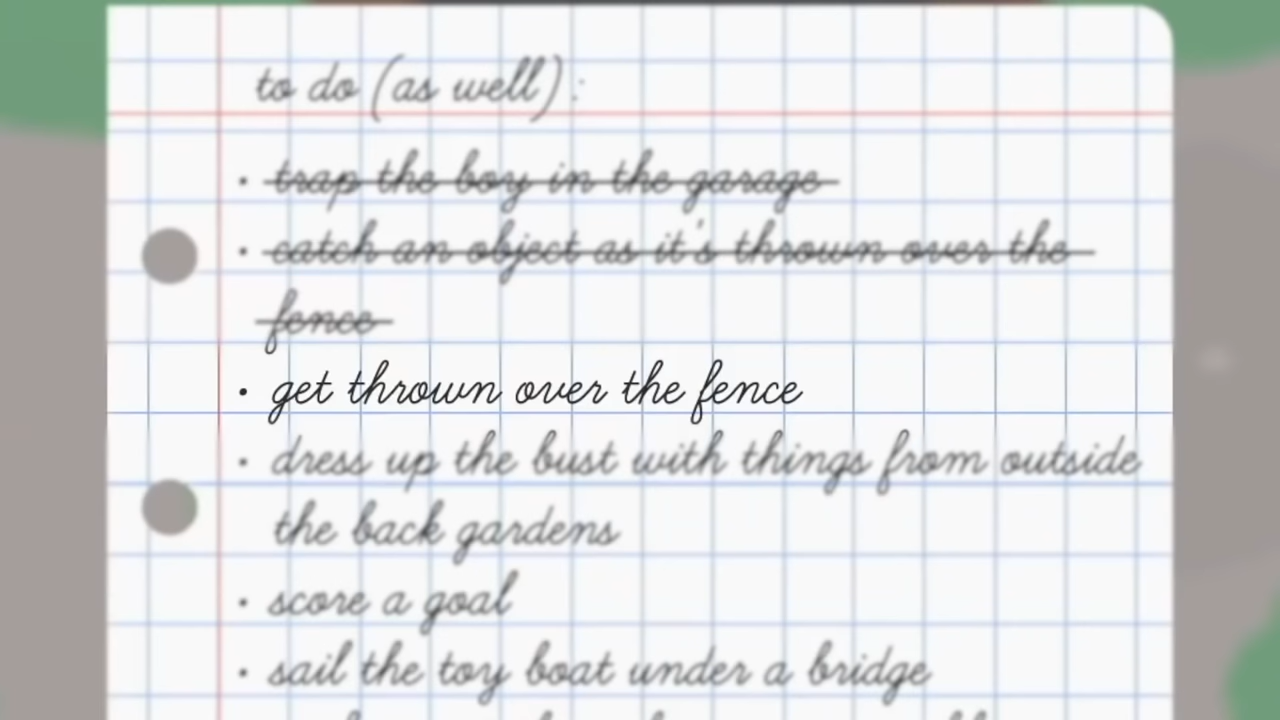 to do (as well):
• trap the boy in the garage
• catch an object as it's thrown over the
fence
• get thrown over the fence
• dress up the bust with things from outside
the back gardens
• score a goal
• sail the toy boat under a bridge